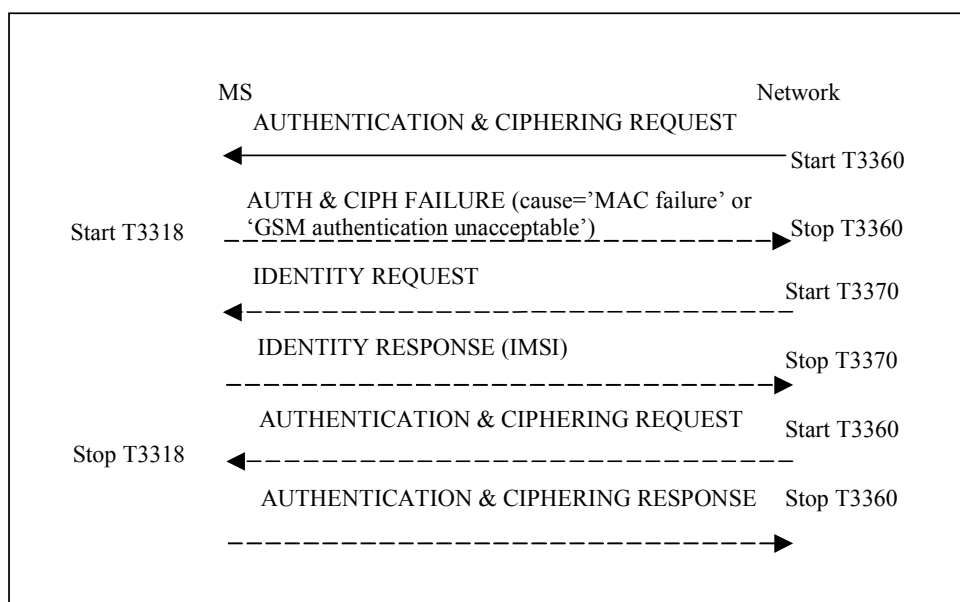 MS Network
AUTHENTICATION & CIPHERING REQUEST
Start T3360
AUTH & CIPH FAILURE (cause=’MAC failure’ or
Start T3318 ‘GSM authentication unacceptable’) Stop T3360
IDENTITY REQUEST Start T3370
IDENTITY RESPONSE (IMSI) Stop T3370
AUTHENTICATION & CIPHERING REQUEST Start T3360
Stop T3318
AUTHENTICATION & CIPHERING RESPONSE Stop T3360